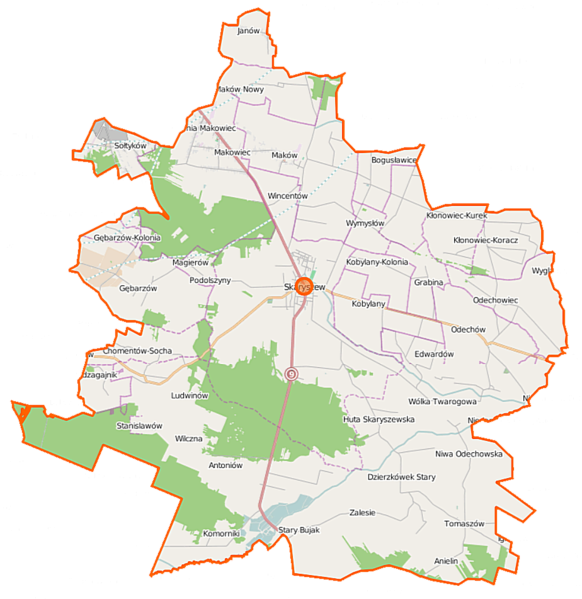 Janów
Maków Nowy
nia Makowiec
Sołtyków
Makowiec
Maków
Bogusławice
Wincentów
Kłonowiec-Kurek
Wymysłów
Gębarzów-Kolonia
Kłonowiec-Koracz
Magierów
Kobylany-Kolonia
Wygł
Podolszyny
Grabina
Gębarzów
Skaryszew
Odechowiec
Kobylany
Odechów
Chomentów-Socha
Edwardów
dzagajnik
Ludwinów
Wólka Twarogowa
Stanisławów
Huta Skaryszewska
Wilczna
Niwa Odechowska
Antoniów
Dzierzkówek Stary
Zalesie
Tomaszów
Komorniki
Stary Bujak
Anielin